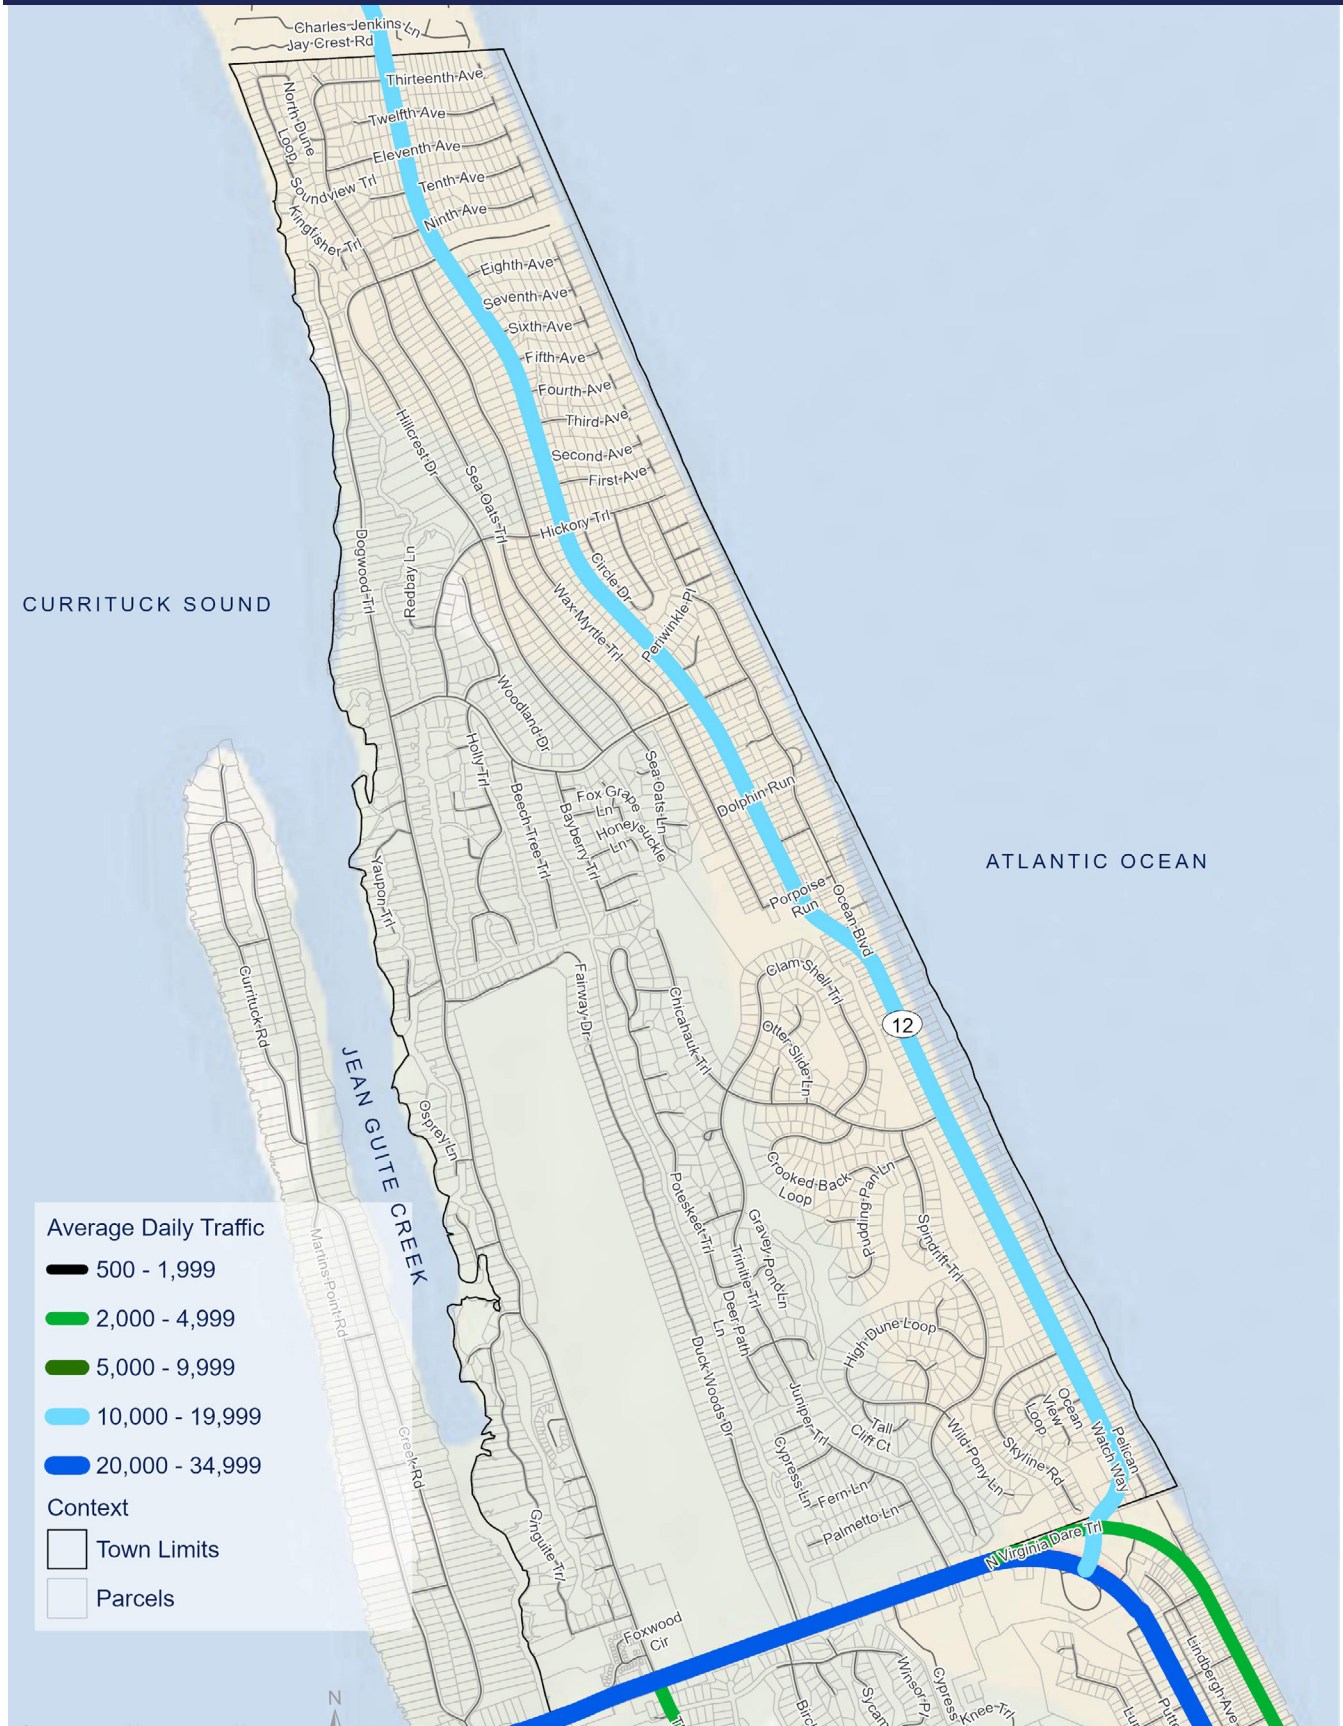 Charles Jenkins Ln
Jay Crest Rd
Thirteenth Ave
North Dune
Loop
Twelfth Ave
Eleventh Ave
Soundview Trl
Tenth Ave
Kingfisher Trl
Ninth Ave
Eighth Ave
Seventh Ave
Sixth Ave
Fifth Ave
Fourth Ave
Third Ave
Hillcrest Dr
Second Ave
First Ave
Sea Oats Trl
Hickory Trl
Dogwood Trl
Redbay Ln
Circle Dr
Wax Myrtle Trl
Periwinkle Pl
CURRITUCK SOUND
Woodland Dr
Holly Trl
Sea Oats Ln
Beech Tree Trl
Fox Grape
Ln
Bayberry Trl
Honeysuckle
Ln
Dolphin Run
ATLANTIC OCEAN
Yaupon Trl
Porpoise
Run
Ocean Blvd
Currituck Rd
Fairway Dr
Clam Shell Trl
Chicahauk Trl
12
Otter Slide Ln
JEAN GUITE CREEK
Osprey Ln
Crooked Back
Loop
Pudding Pan Ln
Poteskeet Trl
Gravey Pond Ln
Trinitie Trl
Spindrift Trl
Deer Path
Ln
High Dune Loop
Duck Woods Dr
Juniper Trl
Tall
Cliff Ct
Ocean
View
Loop
Pelican
Watch Way
Skyline Rd
Wild Pony Ln
Cypress Ln
Fern Ln
Palmetto Ln
Martins Point Rd
Creek Rd
Ginguite Trl
N Virginia Dare Trl
Foxwood
Cir
Lindbergh Ave
Winsor Pl
Cypress
Knee Trl
Sycam
Birch
Putt
Lu
Average Daily Traffic
500 - 1,999
2,000 - 4,999
5,000 - 9,999
10,000 - 19,999
20,000 - 34,999
Context
Town Limits
Parcels
N